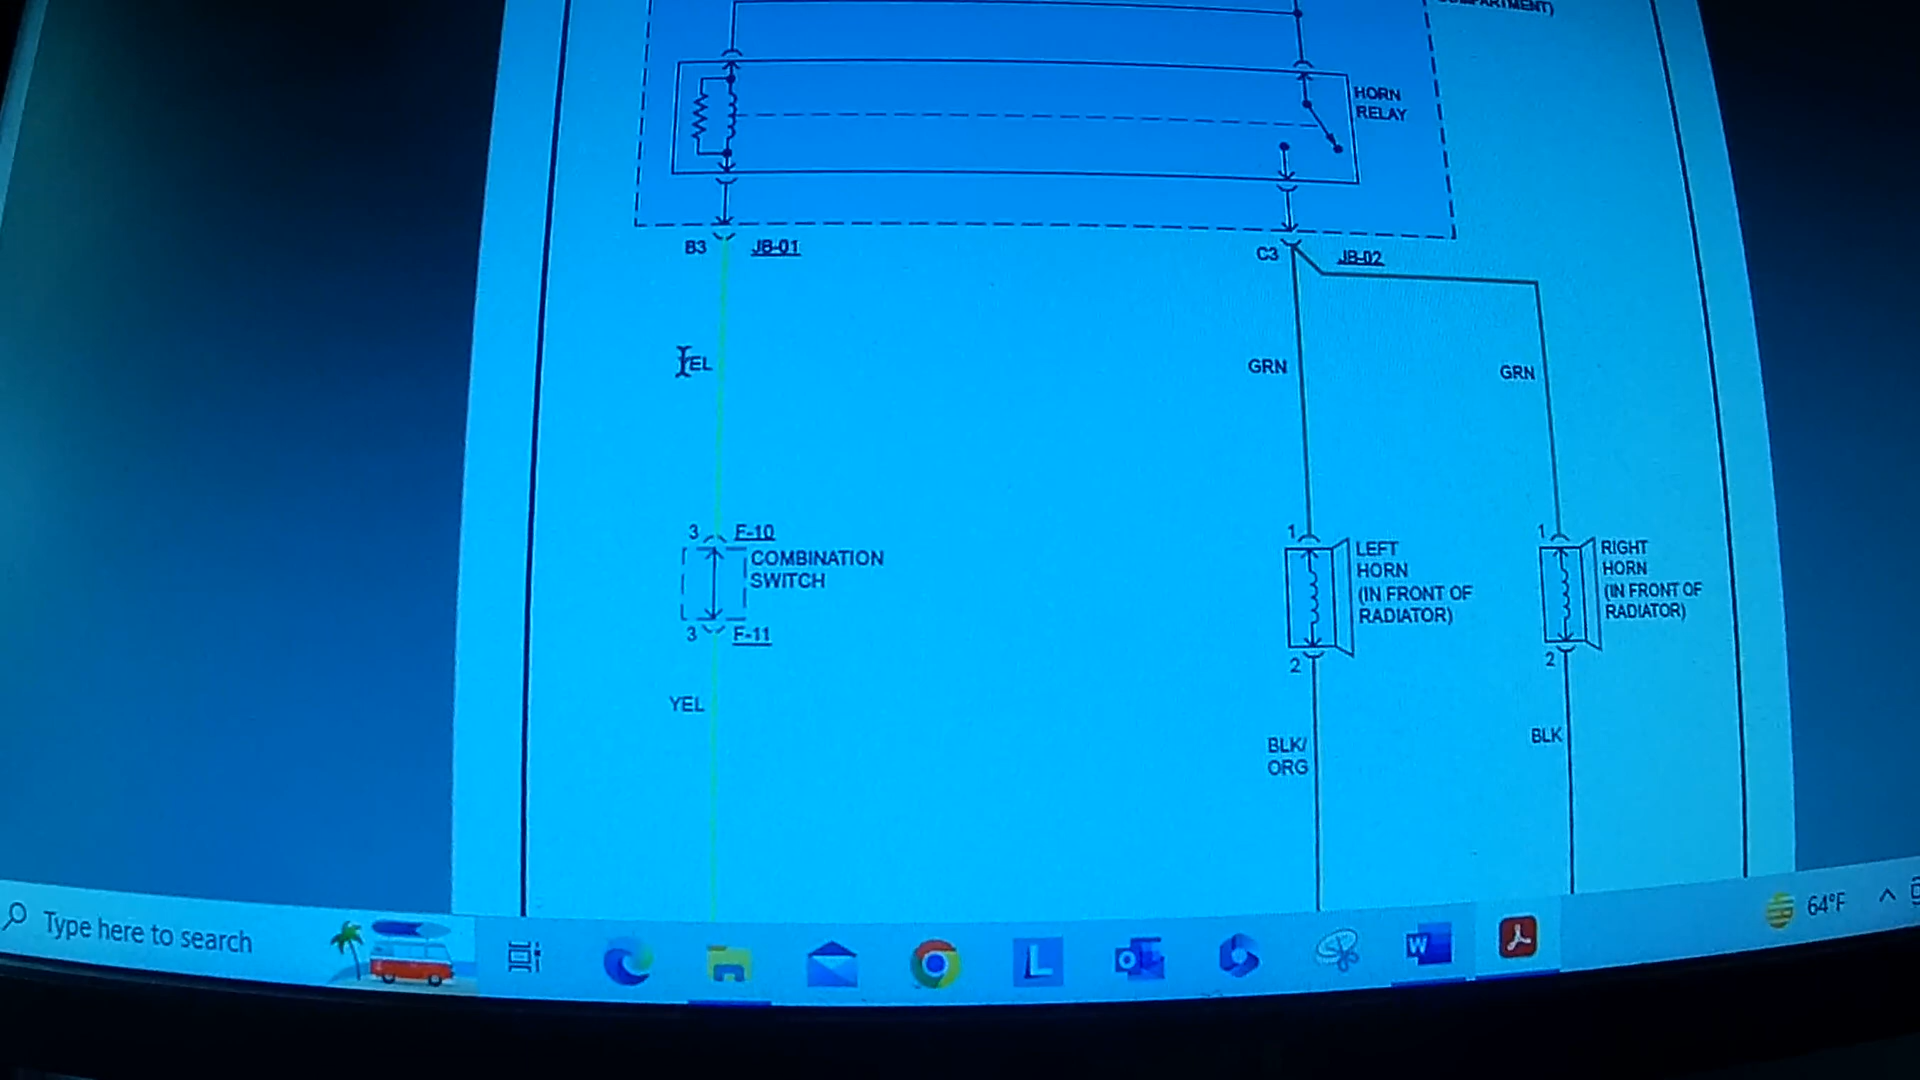 HORN
RELAY
B3
JB-01
C3
JB-02
GRN
GRN
3
F-10
COMBINATION
SWITCH
3
F-11
YEL
1
LEFT
HORN
(IN FRONT OF
RADIATOR)
2
1
RIGHT
HORN
(IN FRONT OF
RADIATOR)
2
BLK/
ORG
BLK
Type here to search
64°F